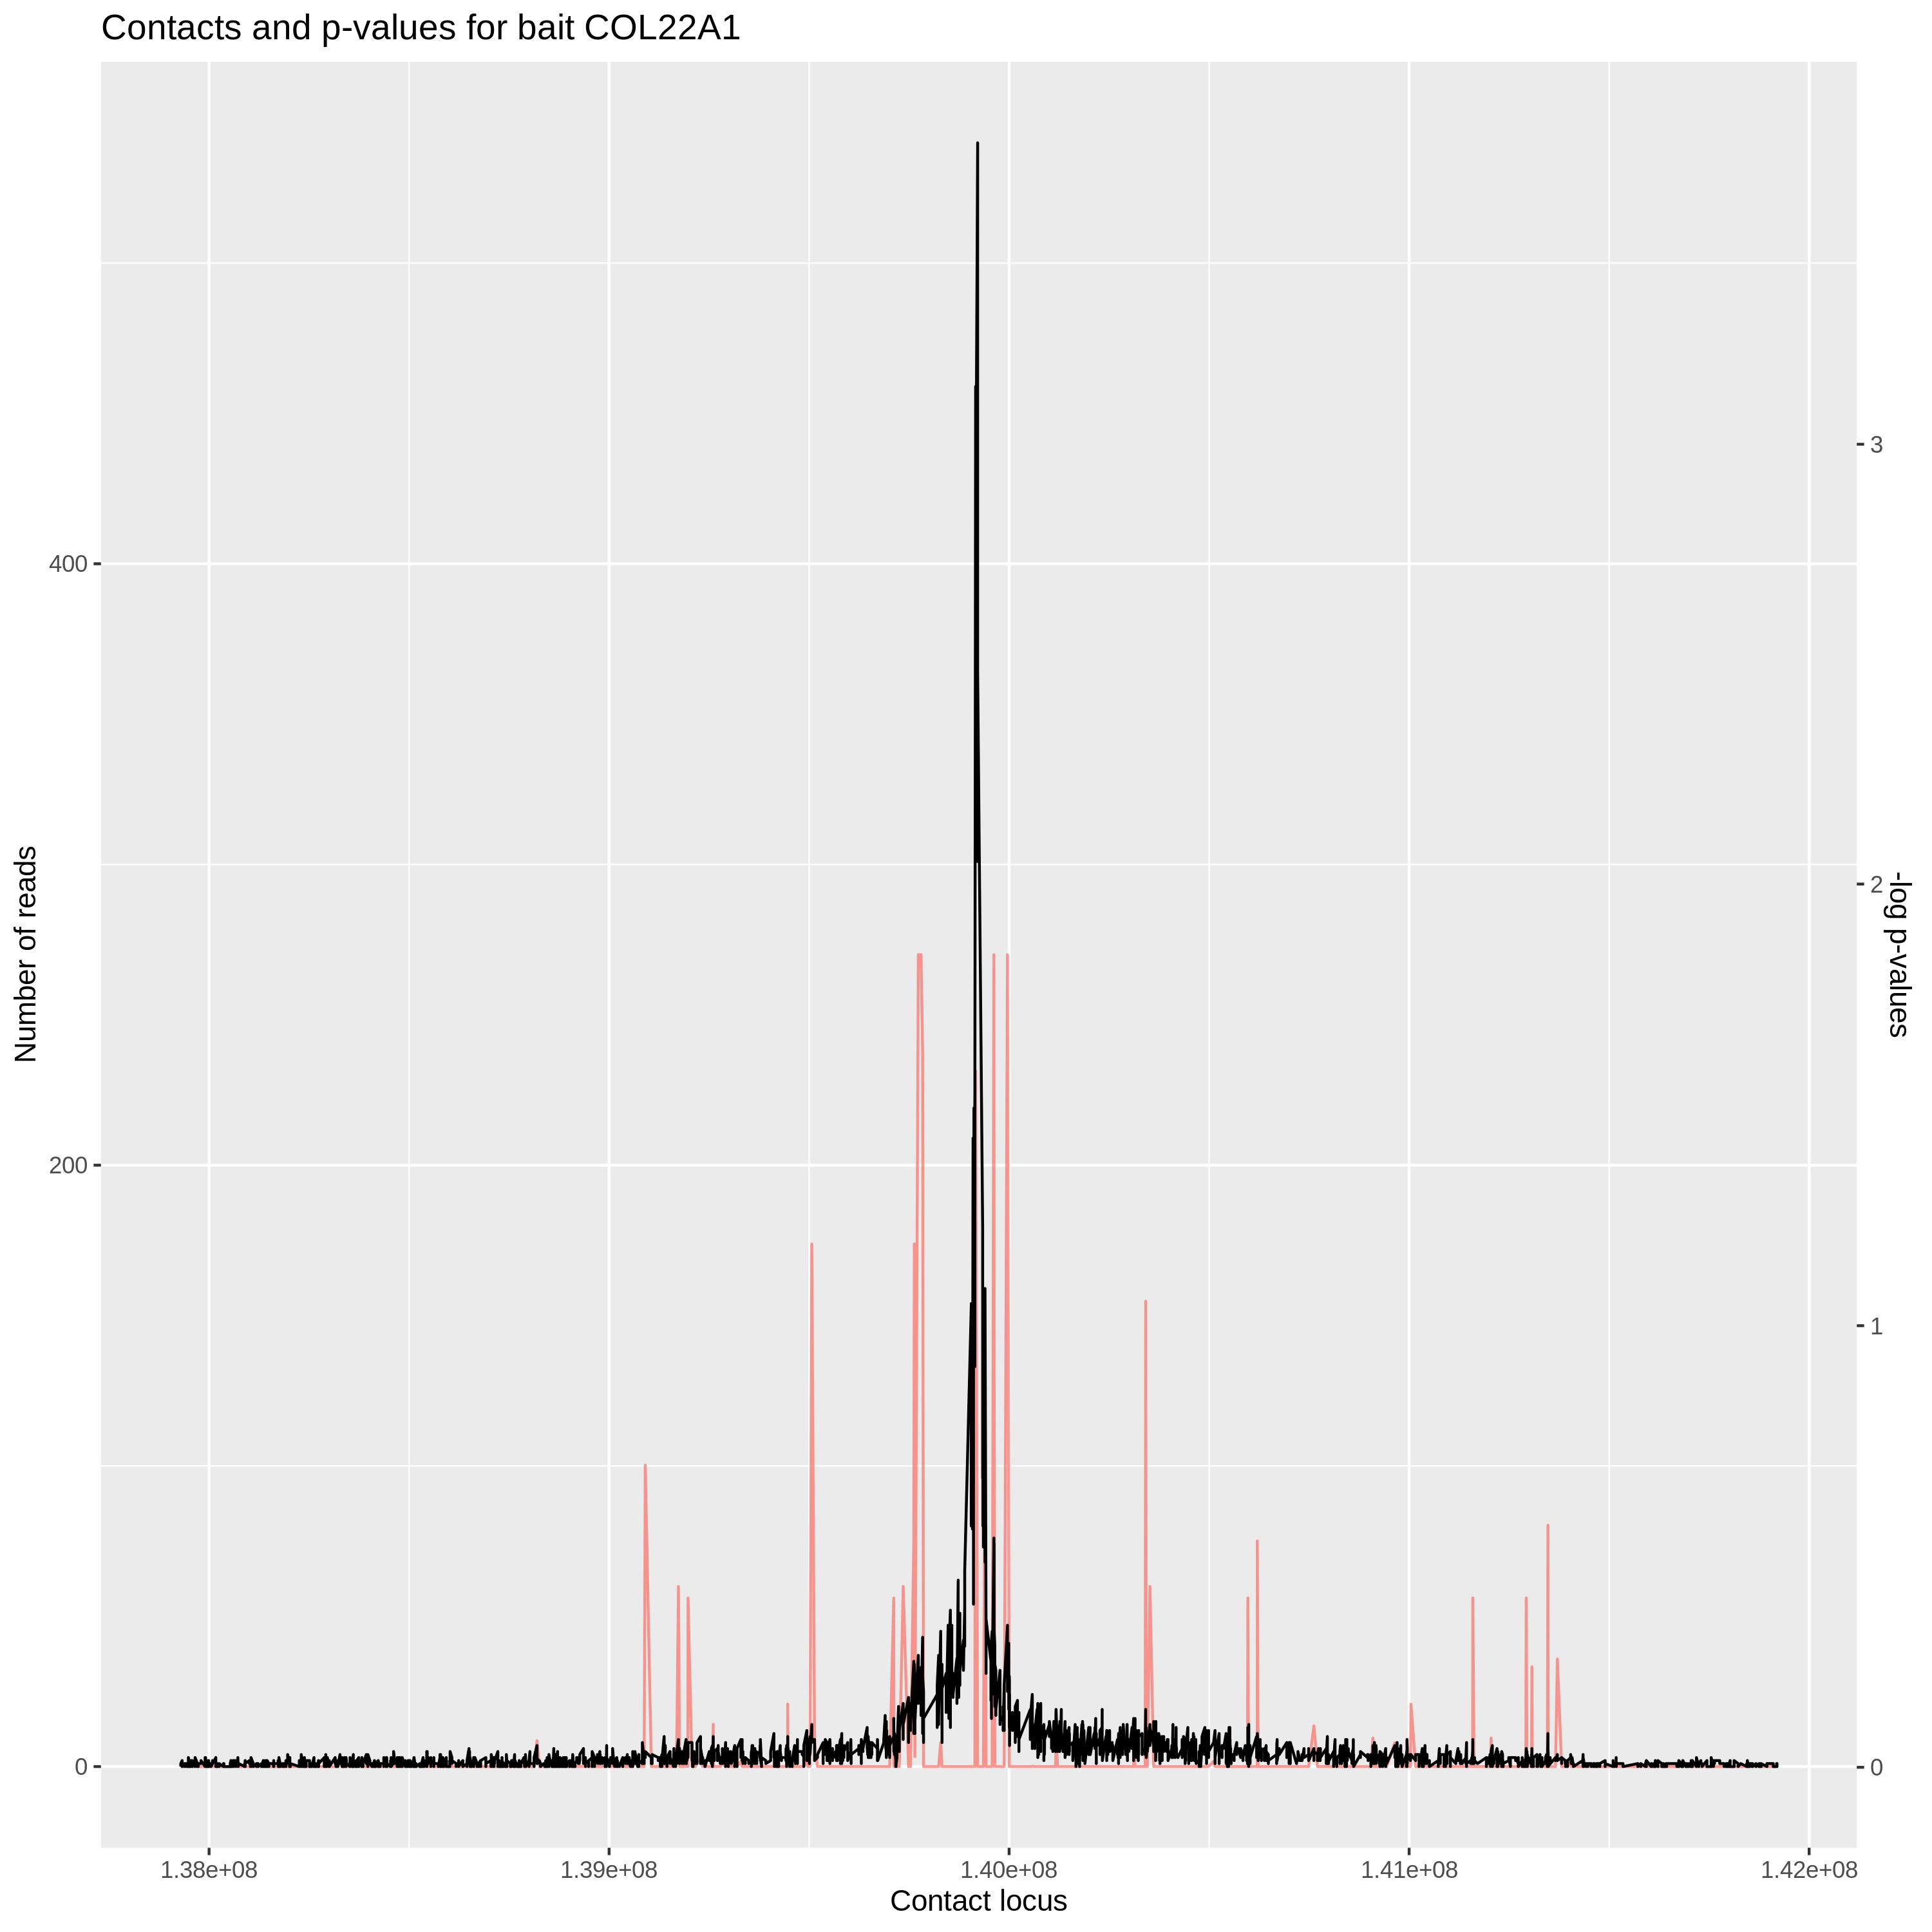 Contacts and p-values for bait COL22A1
Number of reads
400
200
0
3
2
1
0
-log p-values
1.38e+08
1.39e+08
1.40e+08
1.41e+08
1.42e+08
Contact locus